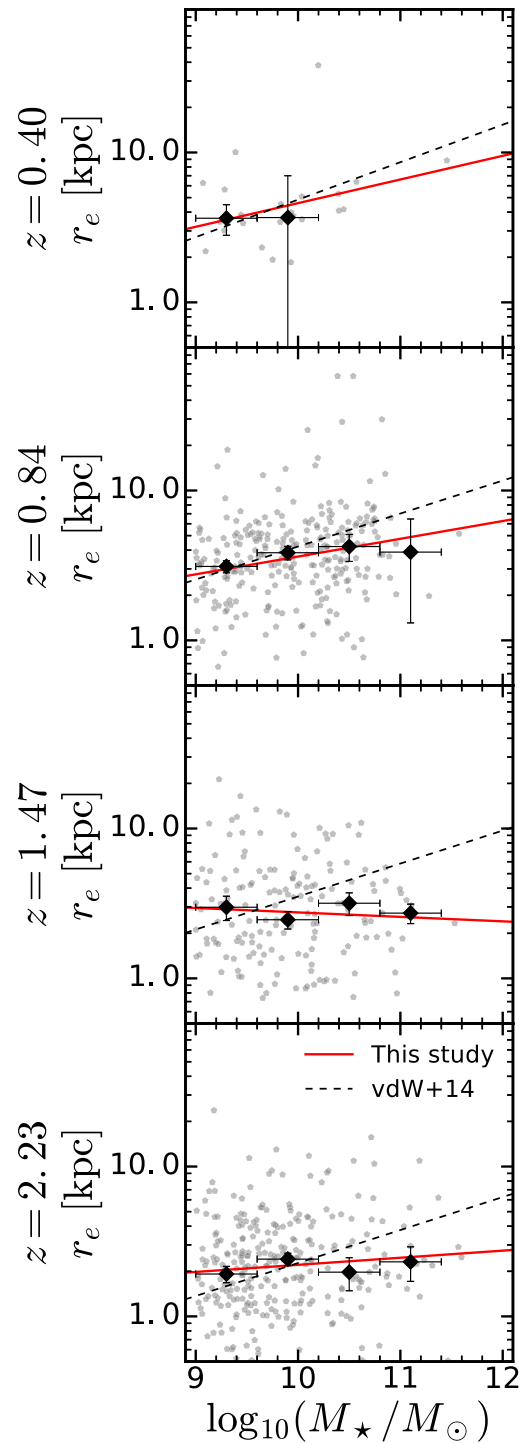 z=0.40
r_e [kpc]
10.0
1.0
z=0.84
r_e [kpc]
10.0
1.0
z=1.47
r_e [kpc]
10.0
1.0
z=2.23
r_e [kpc]
This study
vdW+14
10.0
1.0
9 10 11 12
log₁₀(M⋆/M⊙)